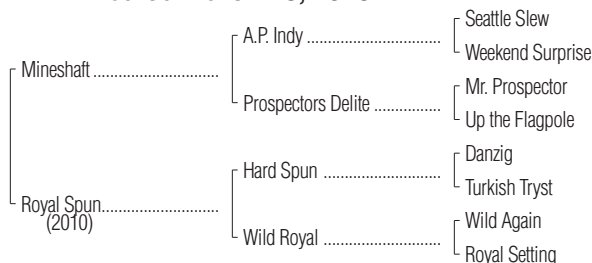 Mineshaft
Royal Spun
(2010)
A.P. Indy
Prospectors Delite
Hard Spun
Wild Royal
Seattle Slew
Weekend Surprise
Mr. Prospector
Up the Flagpole
Danzig
Turkish Tryst
Wild Again
Royal Setting